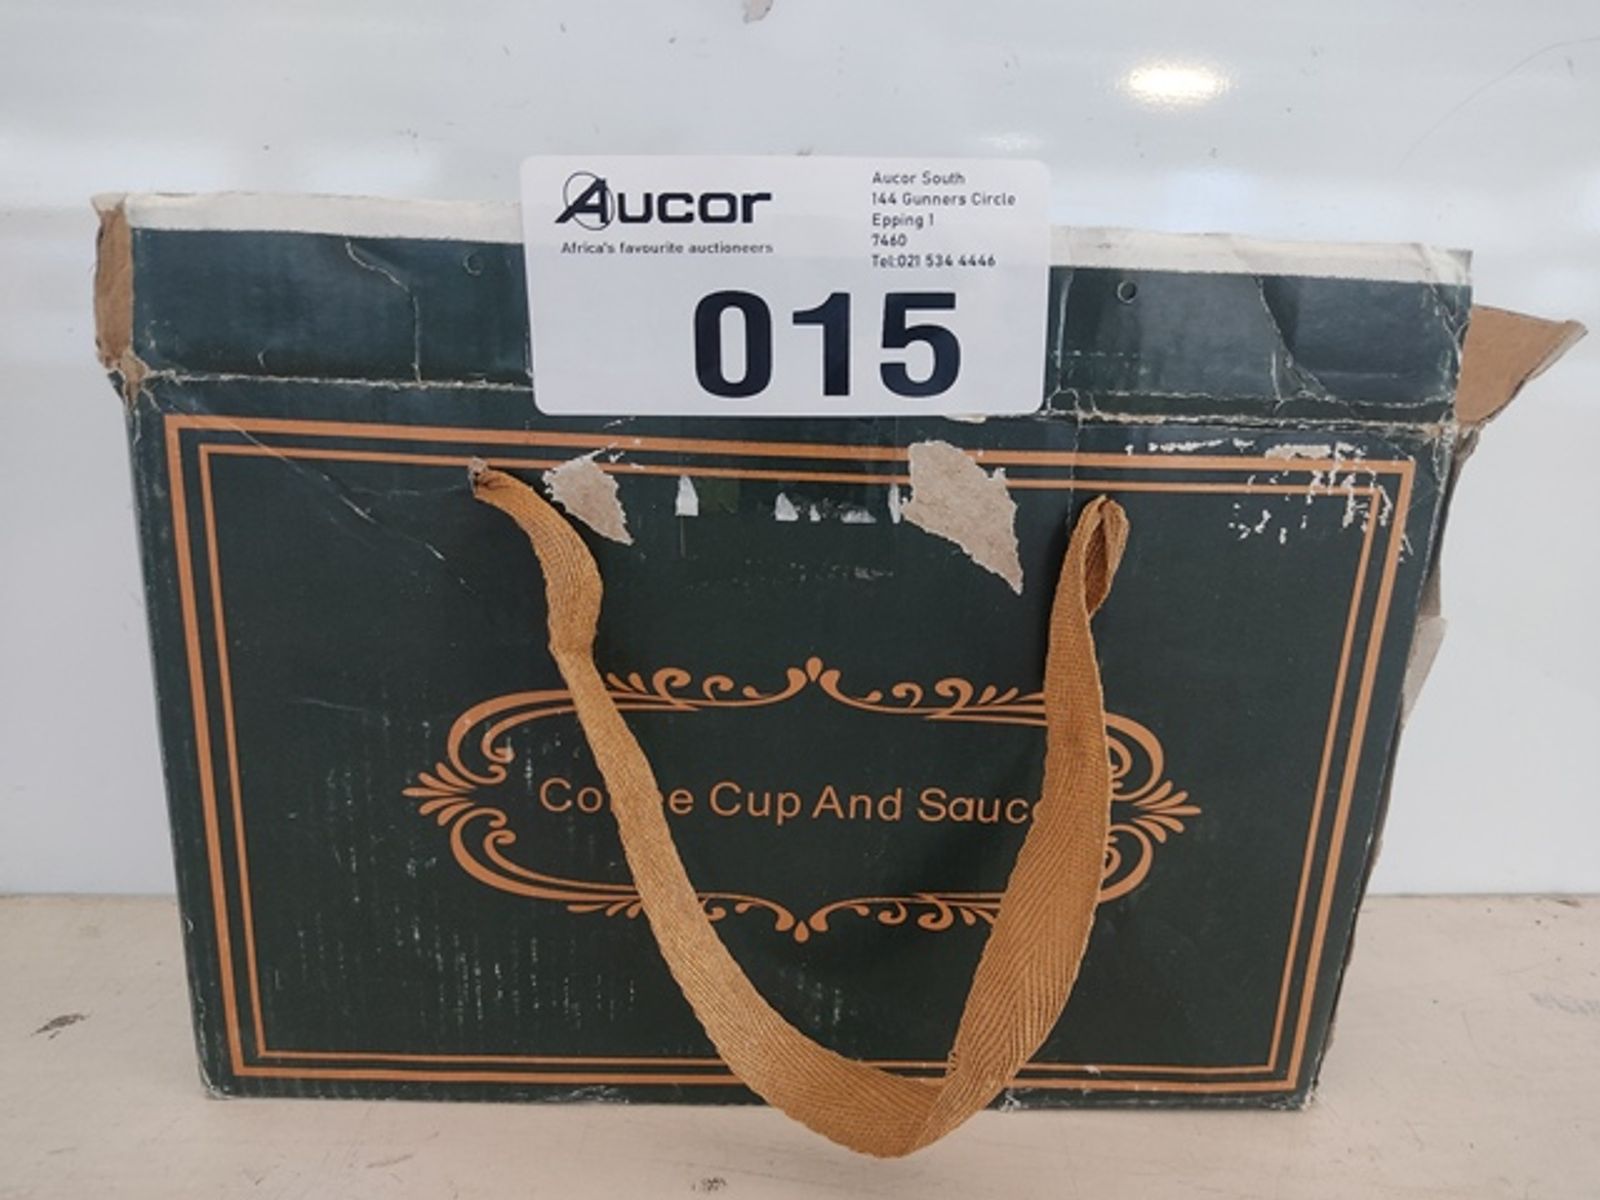 Aucor
Africa's favourite auctioneers
Aucor South
144 Gunners Circle
Epping 1
7460
Tel:021 534 4446
015
Cup And